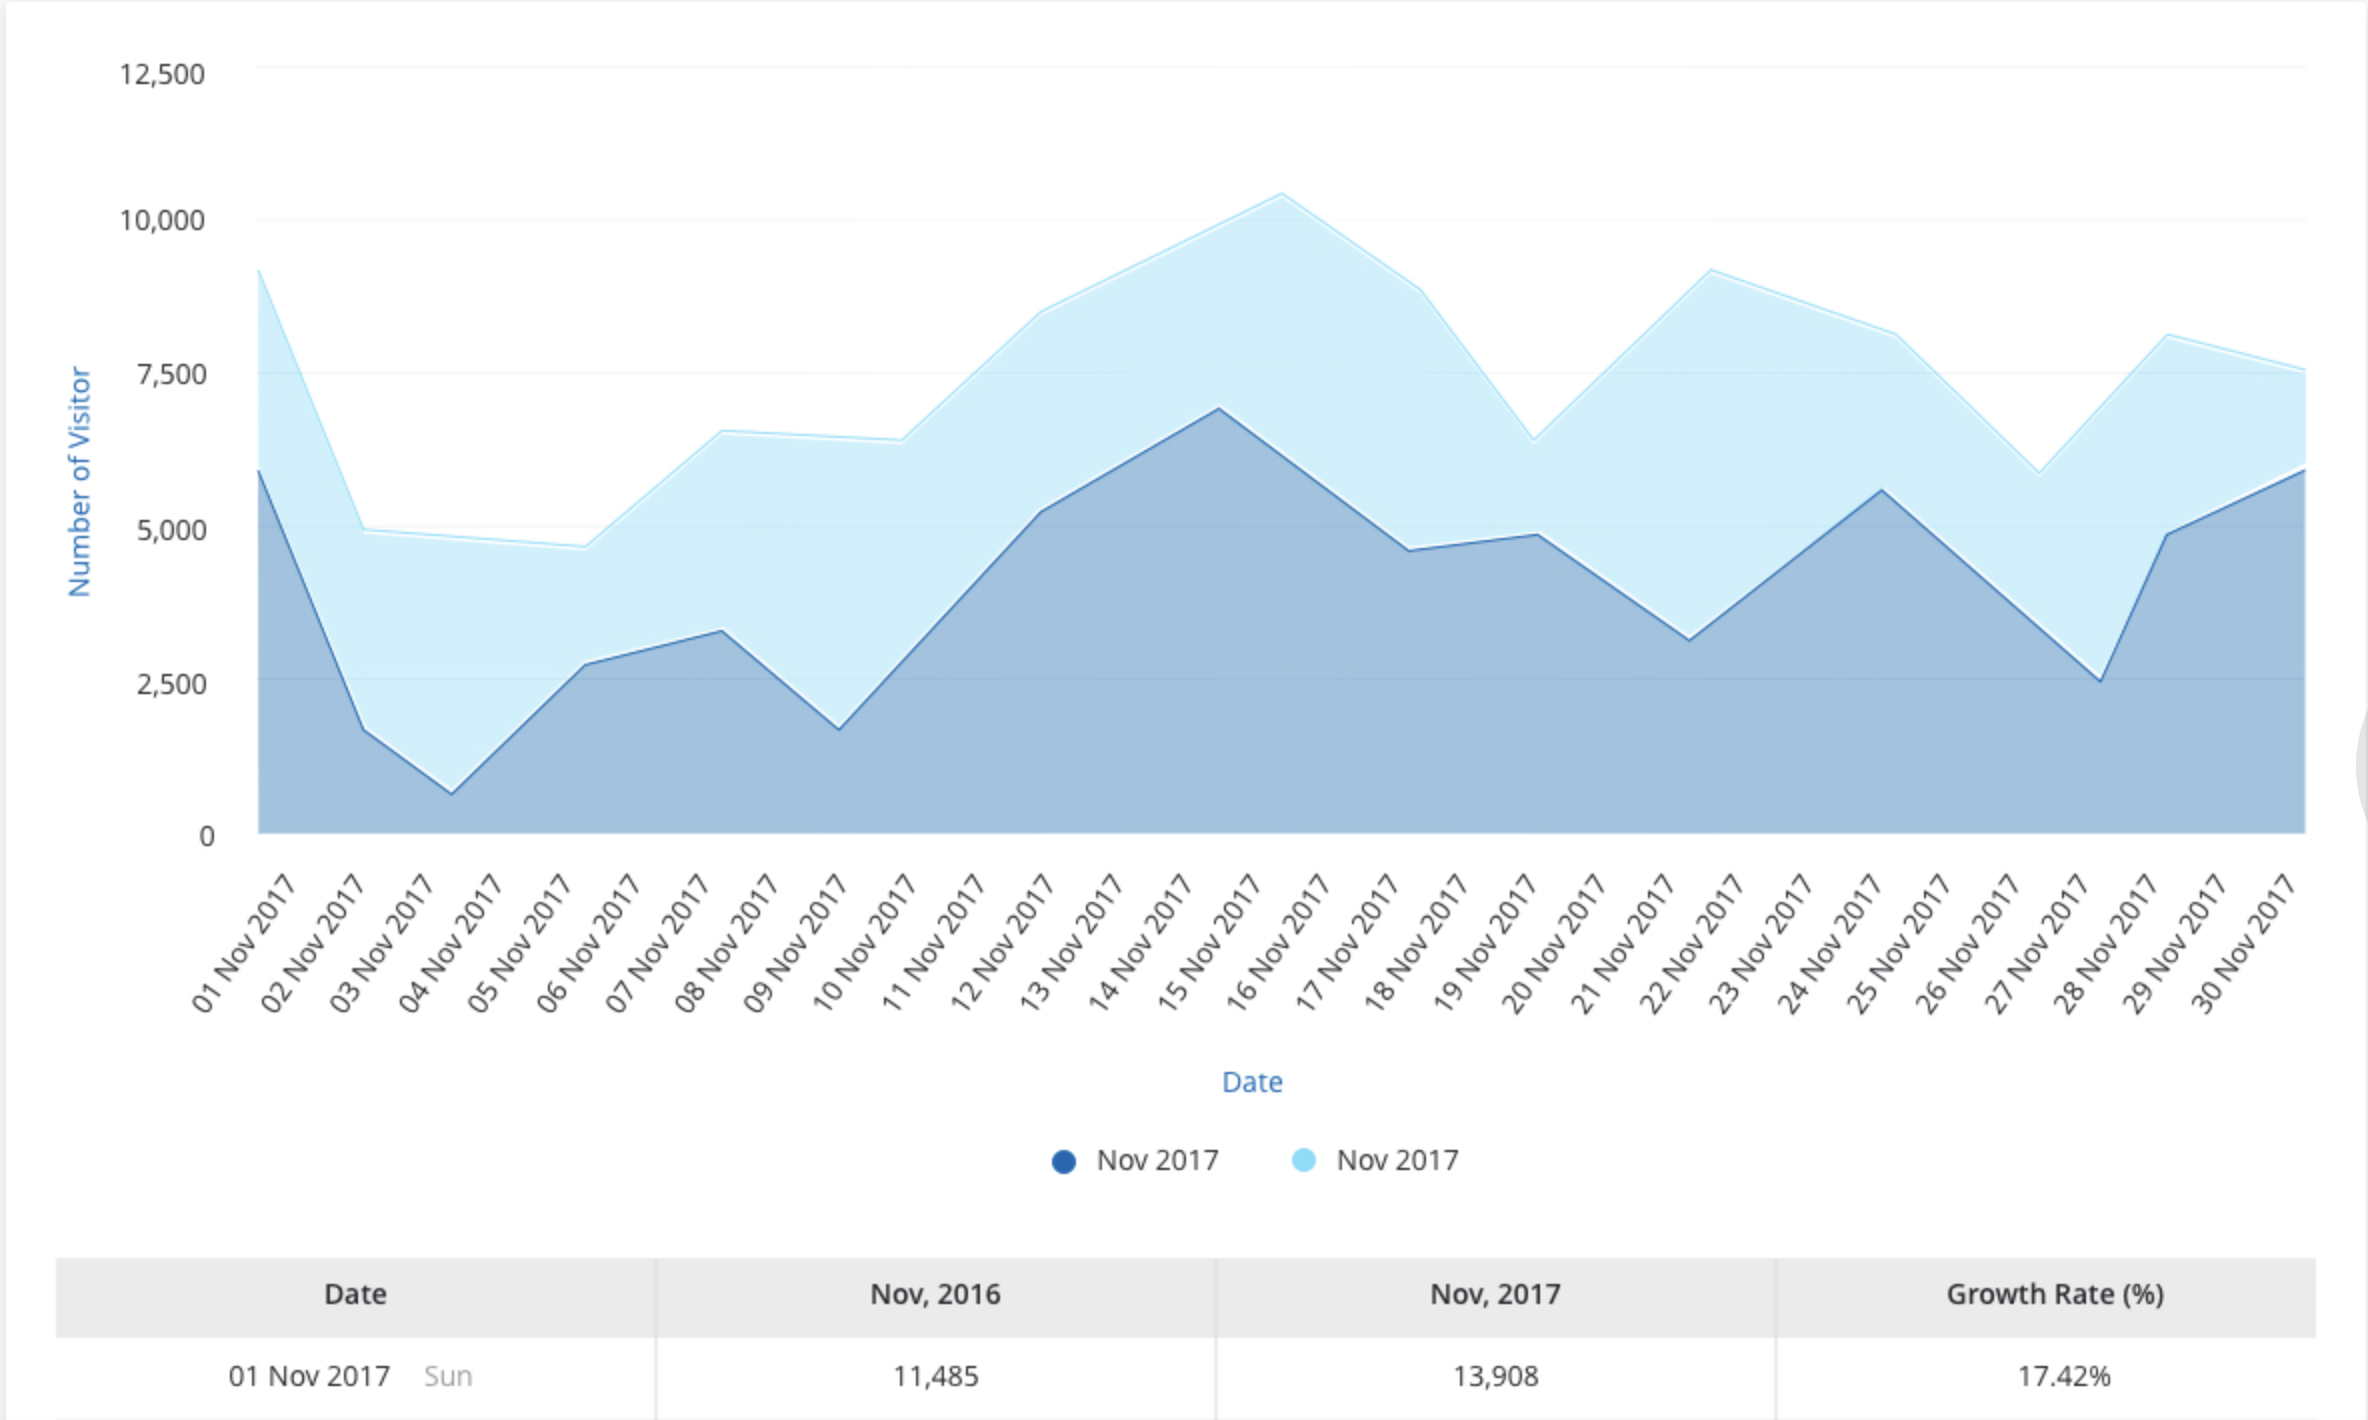 12,500
10,000
7,500
5,000
2,500
0
Number of Visitor
01 Nov 2017
02 Nov 2017
03 Nov 2017
04 Nov 2017
05 Nov 2017
06 Nov 2017
07 Nov 2017
08 Nov 2017
09 Nov 2017
10 Nov 2017
11 Nov 2017
12 Nov 2017
13 Nov 2017
14 Nov 2017
15 Nov 2017
16 Nov 2017
17 Nov 2017
18 Nov 2017
19 Nov 2017
20 Nov 2017
21 Nov 2017
22 Nov 2017
23 Nov 2017
24 Nov 2017
25 Nov 2017
26 Nov 2017
27 Nov 2017
28 Nov 2017
29 Nov 2017
30 Nov 2017
Date
Nov 2017 Nov 2017
Date Nov, 2016 Nov, 2017 Growth Rate (%)
01 Nov 2017 Sun 11,485 13,908 17.42%